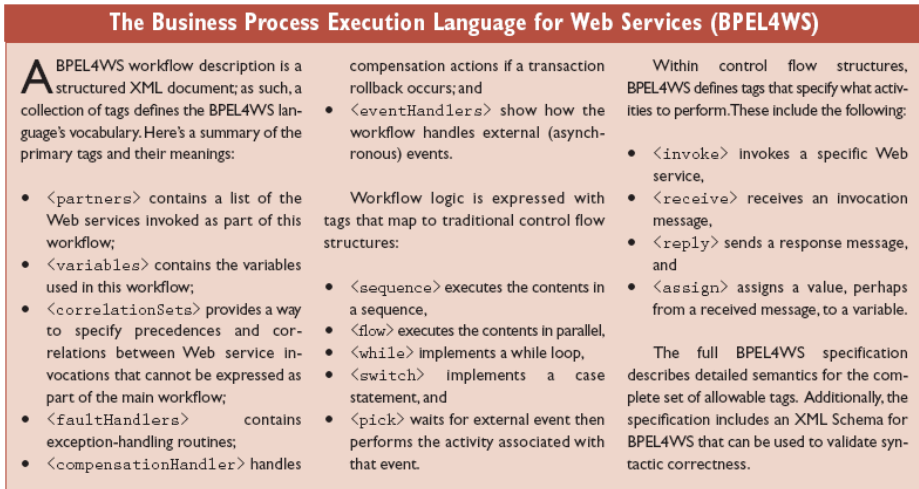 The Business Process Execution Language for Web Services (BPEL4WS)
A BPEL4WS workflow description is a
structured XML document; as such, a
collection of tags defines the BPEL4WS lan-
guage's vocabulary. Here's a summary of the
primary tags and their meanings:
• <partners> contains a list of the
Web services invoked as part of this
workflow;
• <variables> contains the variables
used in this workflow;
• <correlationSets> provides a way
to specify precedences and cor-
relations between Web service in-
vocations that cannot be expressed as
part of the main workflow;
• <faultHandlers> contains
exception-handling routines;
• <compensationHandler> handles
compensation actions if a transaction
rollback occurs; and
• <eventHandlers> show how the
workflow handles external (asynch-
ronous) events.
Workflow logic is expressed with
tags that map to traditional control flow
structures:
• <sequence> executes the contents in
a sequence,
• <flow> executes the contents in parallel,
• <while> implements a while loop,
• <switch> implements a case
statement, and
• <pick> waits for external event then
performs the activity associated with
that event.
Within control flow structures,
BPEL4WS defines tags that specify what activ-
ities to perform. These include the following:
• <invoke> invokes a specific Web
service,
• <receive> receives an invocation
message,
• <reply> sends a response message,
and
• <assign> assigns a value, perhaps
from a received message, to a variable.
The full BPEL4WS specification
describes detailed semantics for the com-
plete set of allowable tags. Additionally, the
specification includes an XML Schema for
BPEL4WS that can be used to validate syn-
tactic correctness.